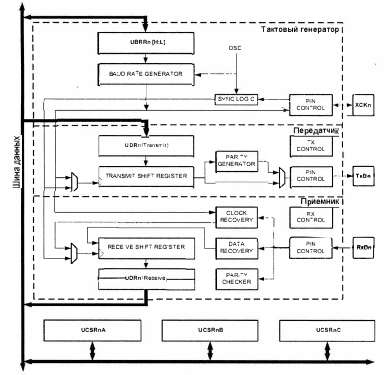 Тактовый генератор
UBRRn [H:L]
OSC
BAUD RATE GENERATOR
SYNC LOGIC
PIN CONTROL
XCKn
Передатчик
UDRn(Transmit)
TX CONTROL
PARITY GENERATOR
TRANSMIT SHIFT REGISTER
PIN CONTROL
TxDn
Шина данных
Приемник
CLOCK RECOVERY
RX CONTROL
RECEIVE SHIFT REGISTER
DATA RECOVERY
PIN CONTROL
RxDn
UDRn(Receive)
PARITY CHECKER
UCSRnA
UCSRnB
UCSRnC